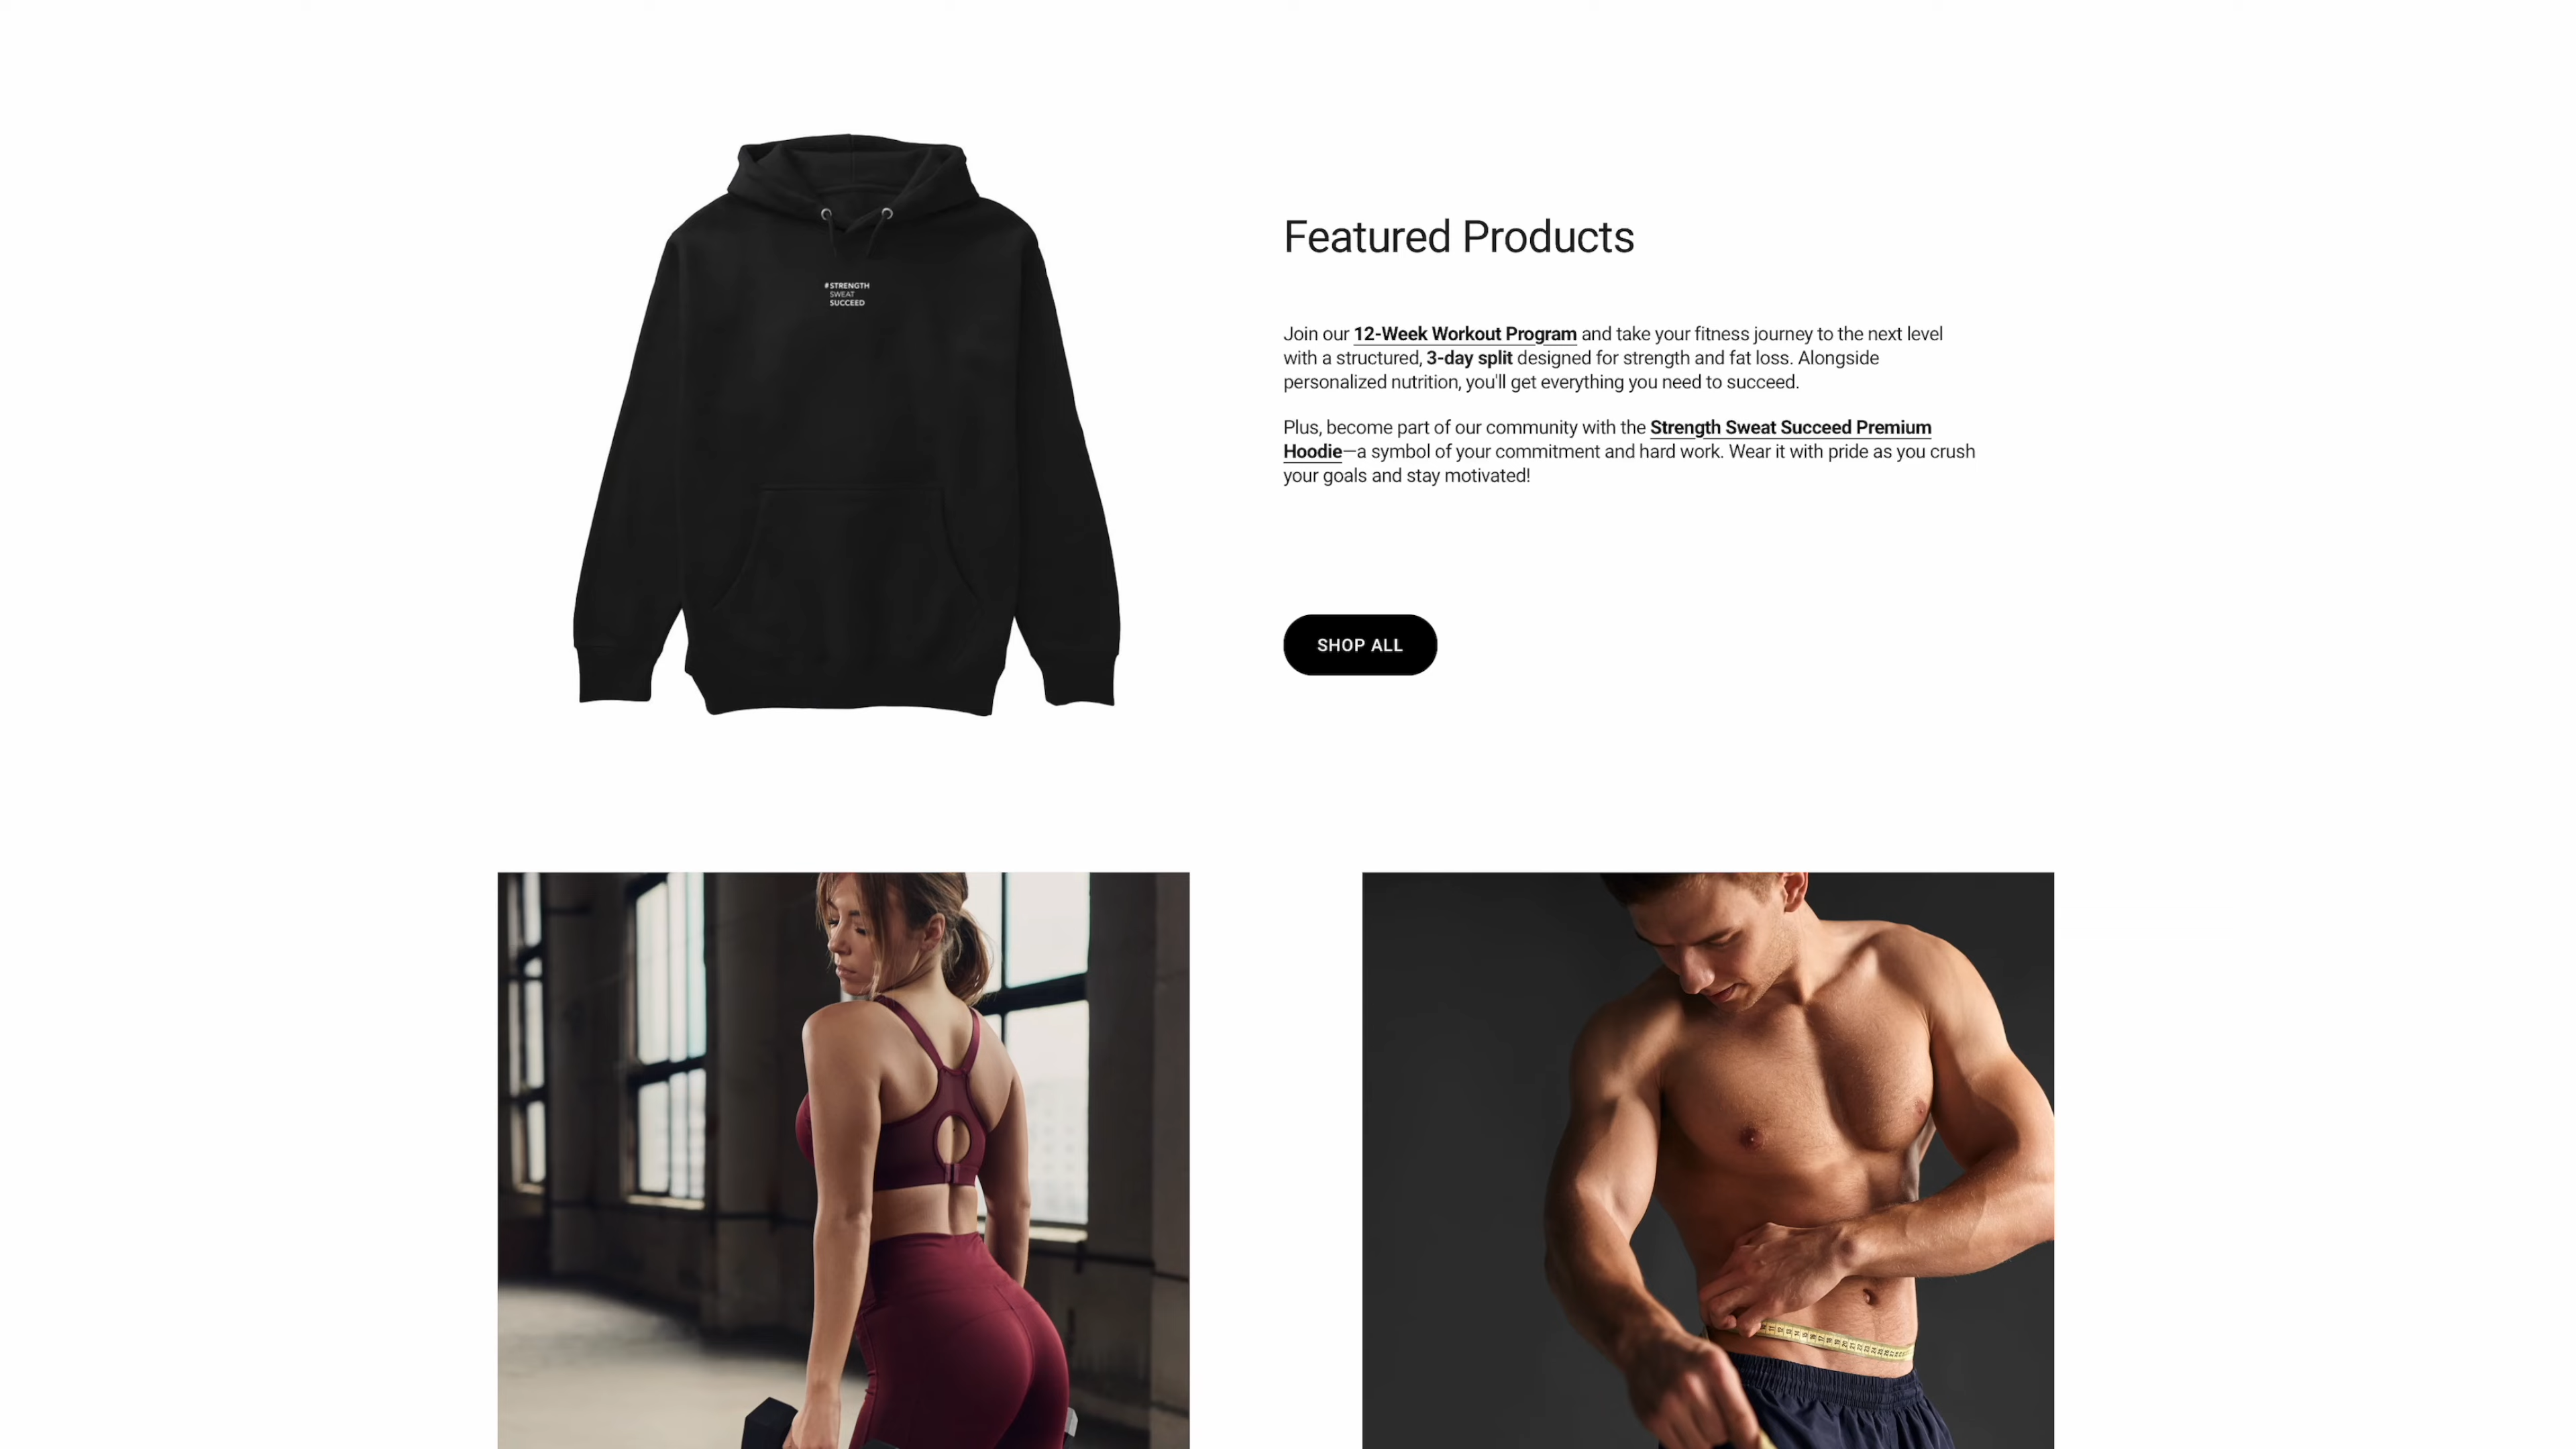 #STRENGTH
SWEAT
SUCCEED
Featured Products
Join our 12-Week Workout Program and take your fitness journey to the next level
with a structured, 3-day split designed for strength and fat loss. Alongside
personalized nutrition, you'll get everything you need to succeed.
Plus, become part of our community with the Strength Sweat Succeed Premium
Hoodie—a symbol of your commitment and hard work. Wear it with pride as you crush
your goals and stay motivated!
SHOP ALL